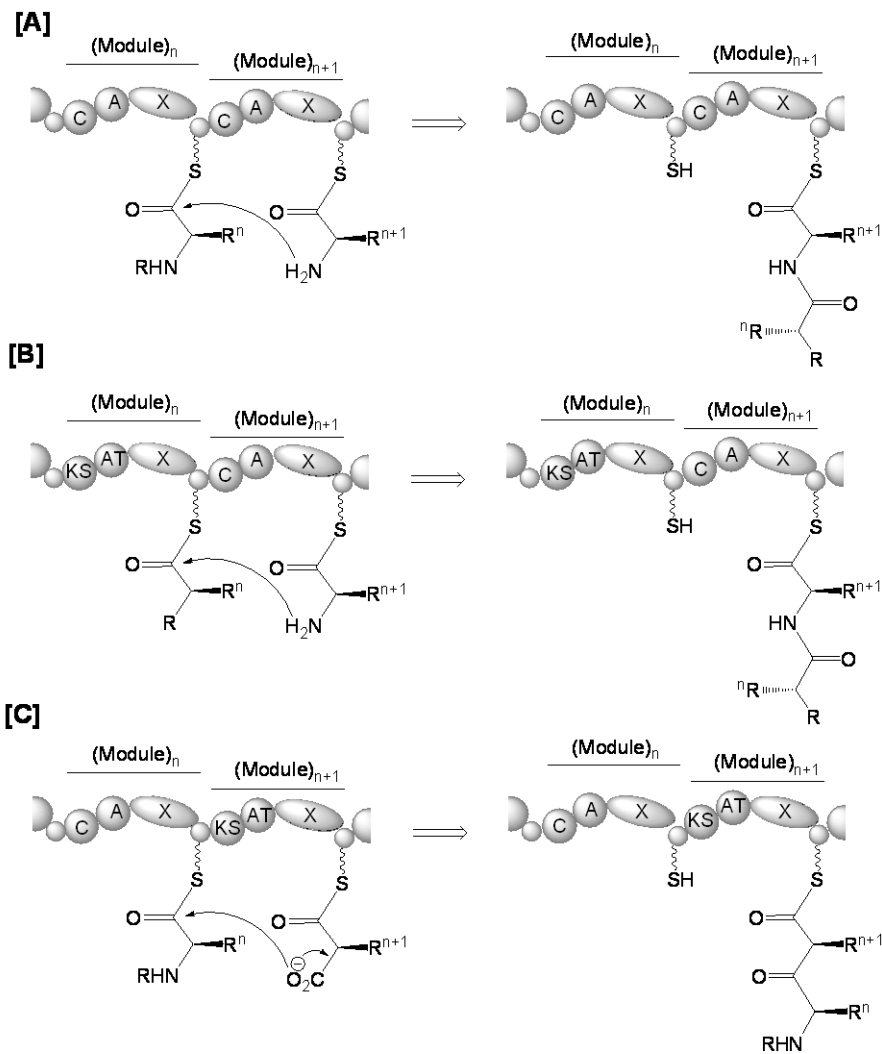 [A]
(Module)n (Module)n+1 (Module)n (Module)n+1
C A X C A X C A X C A X
S S SH S
O Rn O Rn+1 O Rn+1
RHN H2N HN
O
nR
R
[B]
(Module)n (Module)n+1 (Module)n (Module)n+1
KS AT X C A X KS AT X C A X
S S SH S
O Rn O Rn+1 O Rn+1
R H2N HN
O
nR
R
[C]
(Module)n (Module)n+1 (Module)n (Module)n+1
C A X KS AT X C A X KS AT X
S S SH S
O Rn O Rn+1 O Rn+1
RHN ⊖O2C O
Rn
RHN